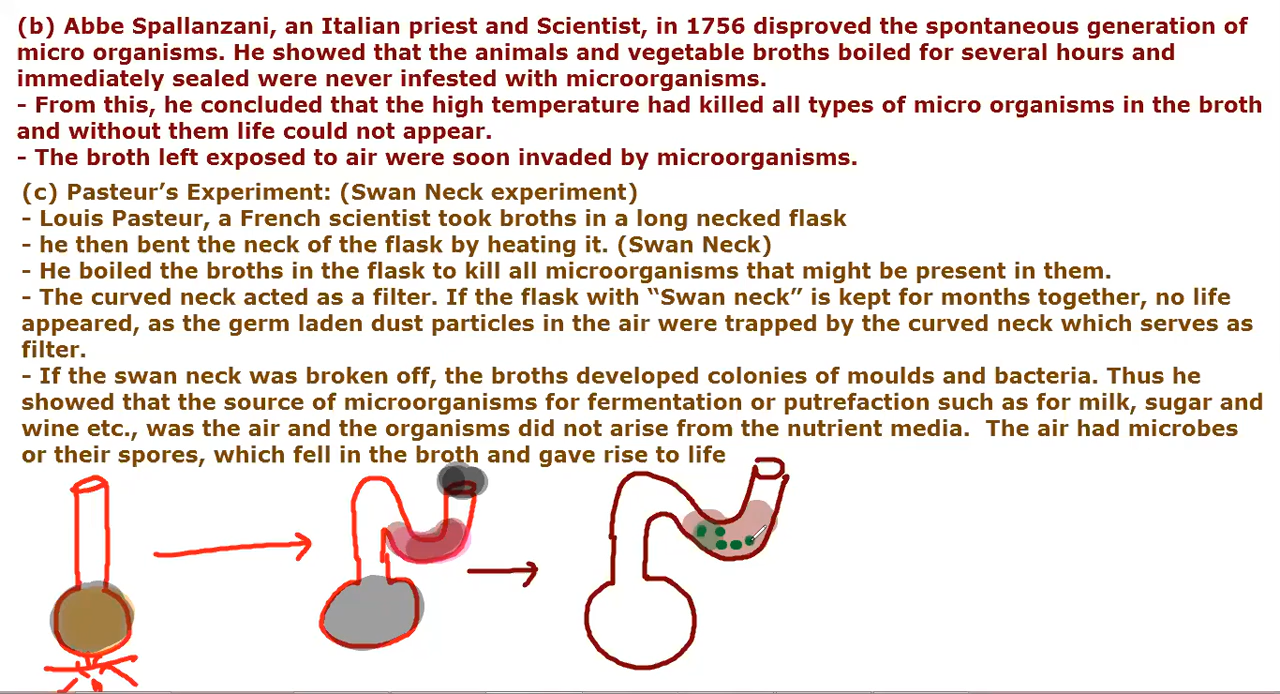 (b) Abbe Spallanzani, an Italian priest and Scientist, in 1756 disproved the spontaneous generation of
micro organisms. He showed that the animals and vegetable broths boiled for several hours and
immediately sealed were never infested with microorganisms.
- From this, he concluded that the high temperature had killed all types of micro organisms in the broth
and without them life could not appear.
- The broth left exposed to air were soon invaded by microorganisms.
(c) Pasteur's Experiment: (Swan Neck experiment)
- Louis Pasteur, a French scientist took broths in a long necked flask
- he then bent the neck of the flask by heating it. (Swan Neck)
- He boiled the broths in the flask to kill all microorganisms that might be present in them.
- The curved neck acted as a filter. If the flask with “Swan neck” is kept for months together, no life
appeared, as the germ laden dust particles in the air were trapped by the curved neck which serves as
filter.
- If the swan neck was broken off, the broths developed colonies of moulds and bacteria. Thus he
showed that the source of microorganisms for fermentation or putrefaction such as for milk, sugar and
wine etc., was the air and the organisms did not arise from the nutrient media.  The air had microbes
or their spores, which fell in the broth and gave rise to life